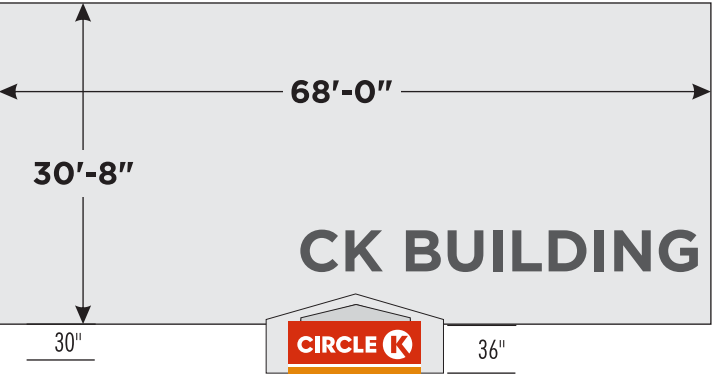 68'-0"
30'-8"
CK BUILDING
CIRCLE K
30"
36"